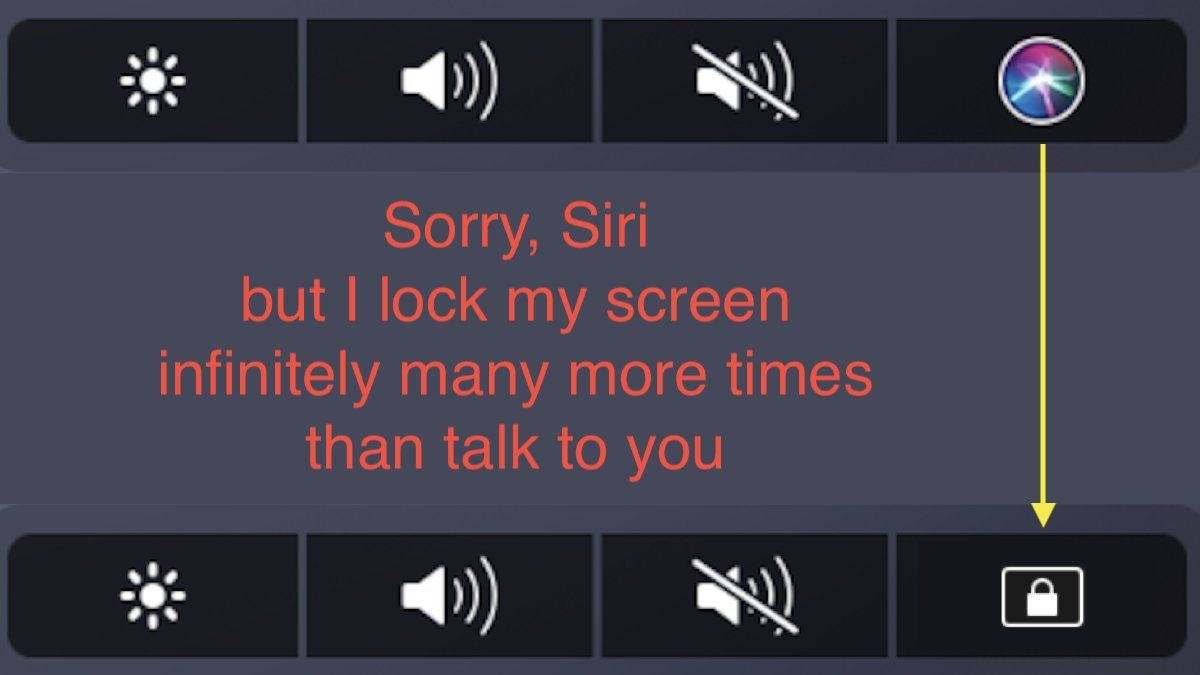 Sorry, Siri
but I lock my screen
infinitely many more times
than talk to you